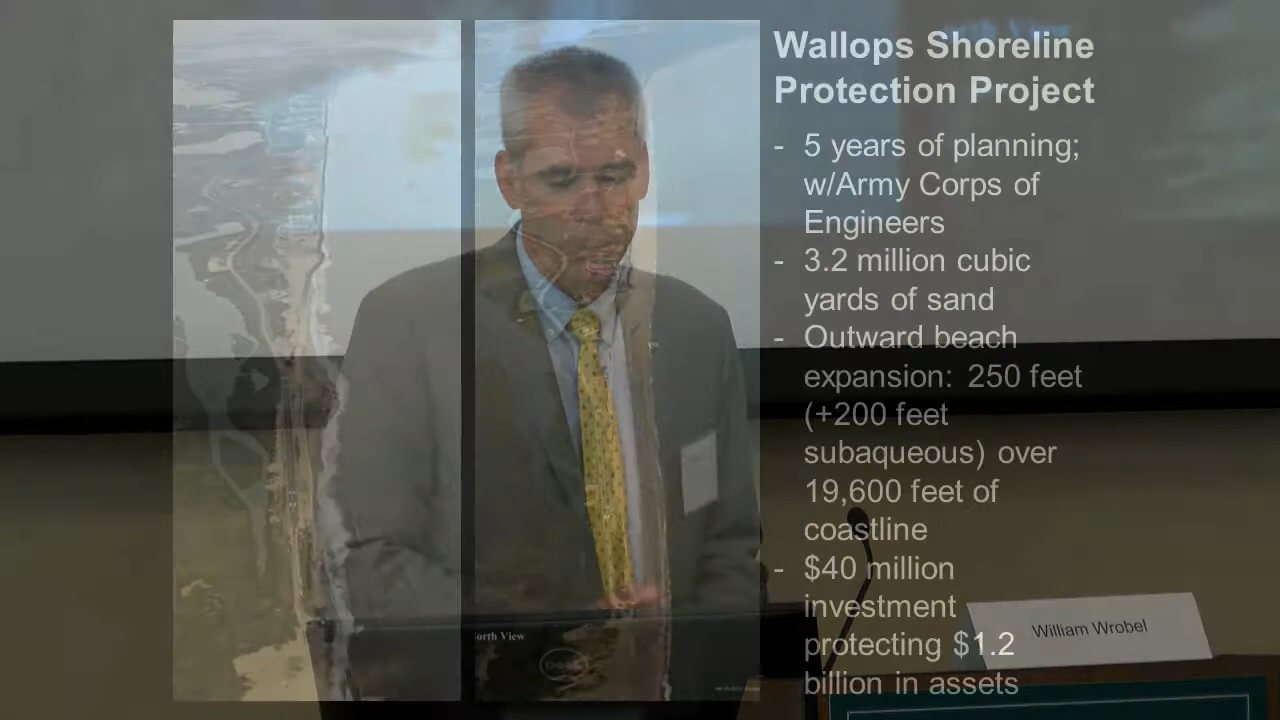 Wallops Shoreline
Protection Project
- 5 years of planning;
w/Army Corps of
Engineers
- 3.2 million cubic
yards of sand
- Outward beach
expansion: 250 feet
(+200 feet
subaqueous) over
19,600 feet of
coastline
- $40 million
investment
protecting $1.2
billion in assets
orth View
DELL
William Wrobel